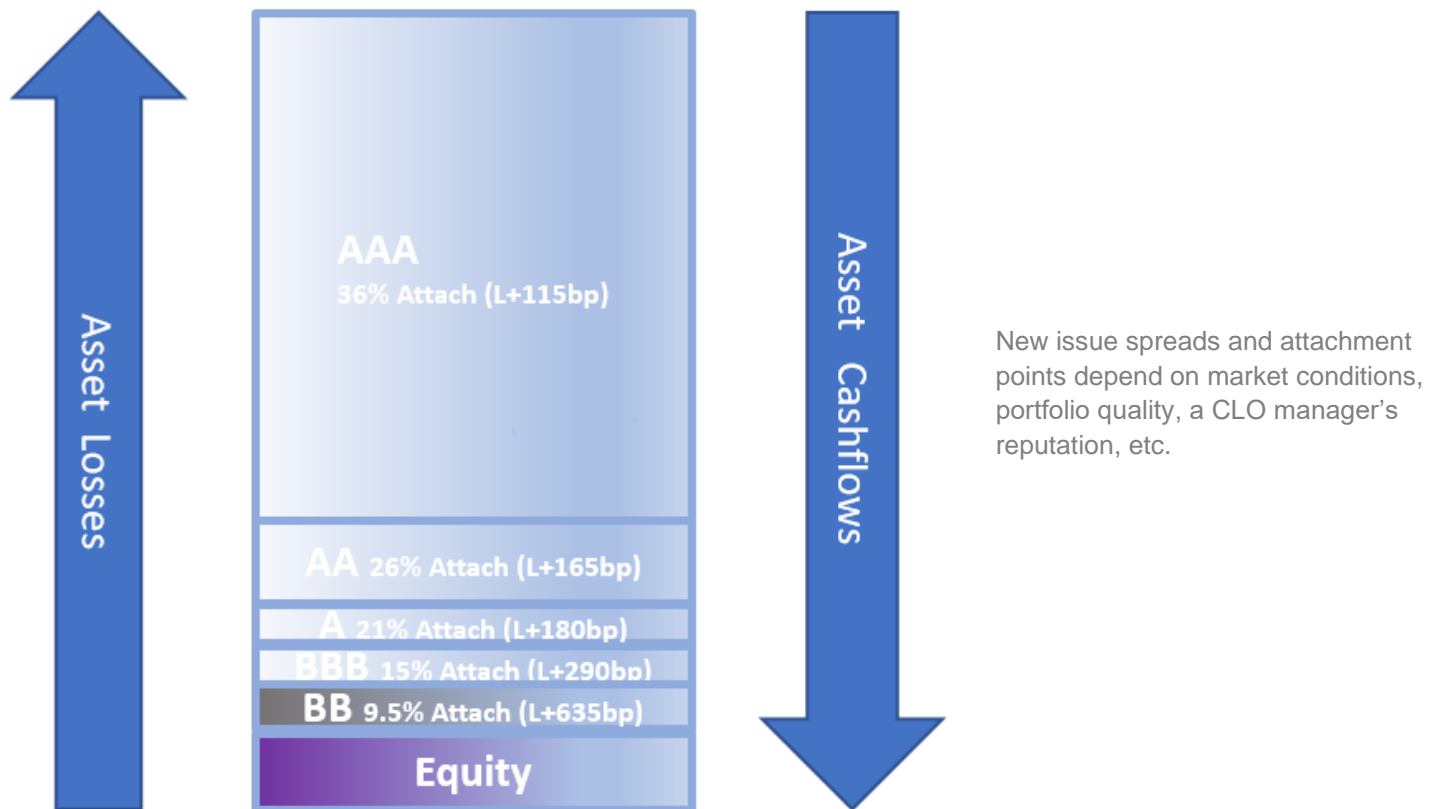 Asset Losses
AAA
36% Attach (L+115bp)
AA 26% Attach (L+165bp)
A 21% Attach (L+180bp)
BBB 15% Attach (L+290bp)
BB 9.5% Attach (L+635bp)
Equity
Asset Cashflows
New issue spreads and attachment
points depend on market conditions,
portfolio quality, a CLO manager’s
reputation, etc.